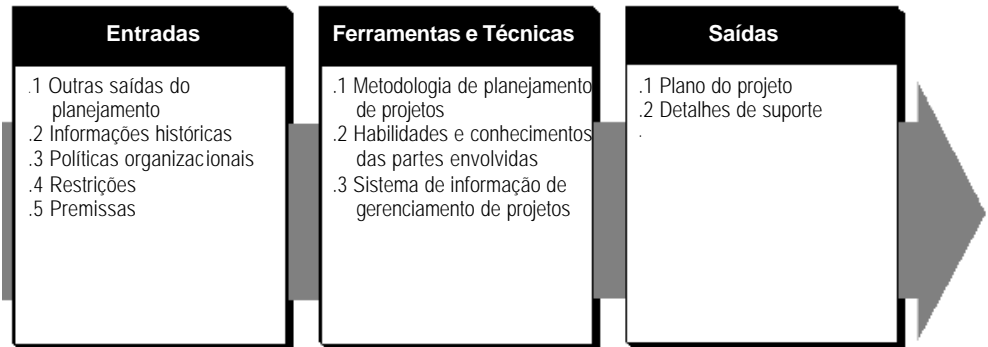 Entradas
.1 Outras saídas do
planejamento
.2 Informações históricas
.3 Políticas organizacionais
.4 Restrições
.5 Premissas
Ferramentas e Técnicas
.1 Metodologia de planejamento
de projetos
.2 Habilidades e conhecimentos
das partes envolvidas
.3 Sistema de informação de
gerenciamento de projetos
Saídas
.1 Plano do projeto
.2 Detalhes de suporte
.